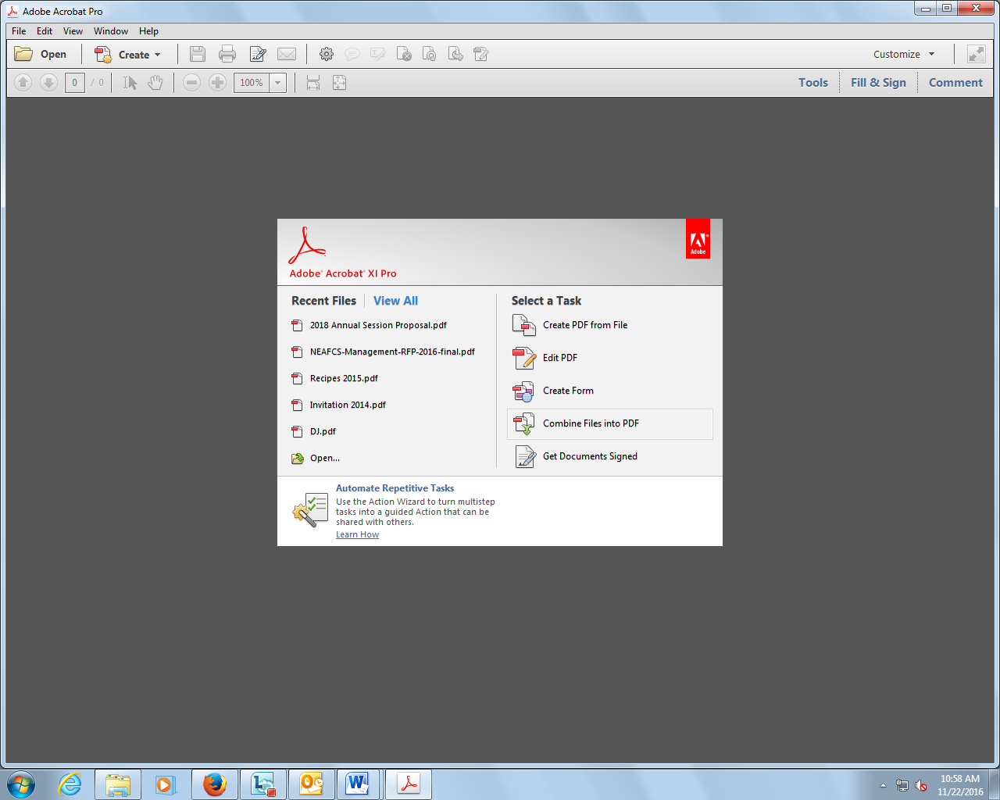 Adobe Acrobat Pro
File Edit View Window Help
Open Create Customize
0 / 0 100% Tools Fill & Sign Comment
Adobe
Adobe® Acrobat® XI Pro
Recent Files View All
2018 Annual Session Proposal.pdf
NEAFCS-Management-RFP-2016-final.pdf
Recipes 2015.pdf
Invitation 2014.pdf
DJ.pdf
Open...
Select a Task
Create PDF from File
Edit PDF
Create Form
Combine Files into PDF
Get Documents Signed
Automate Repetitive Tasks
Use the Action Wizard to turn multistep
tasks into a guided Action that can be
shared with others.
Learn How
10:58 AM
11/22/2016